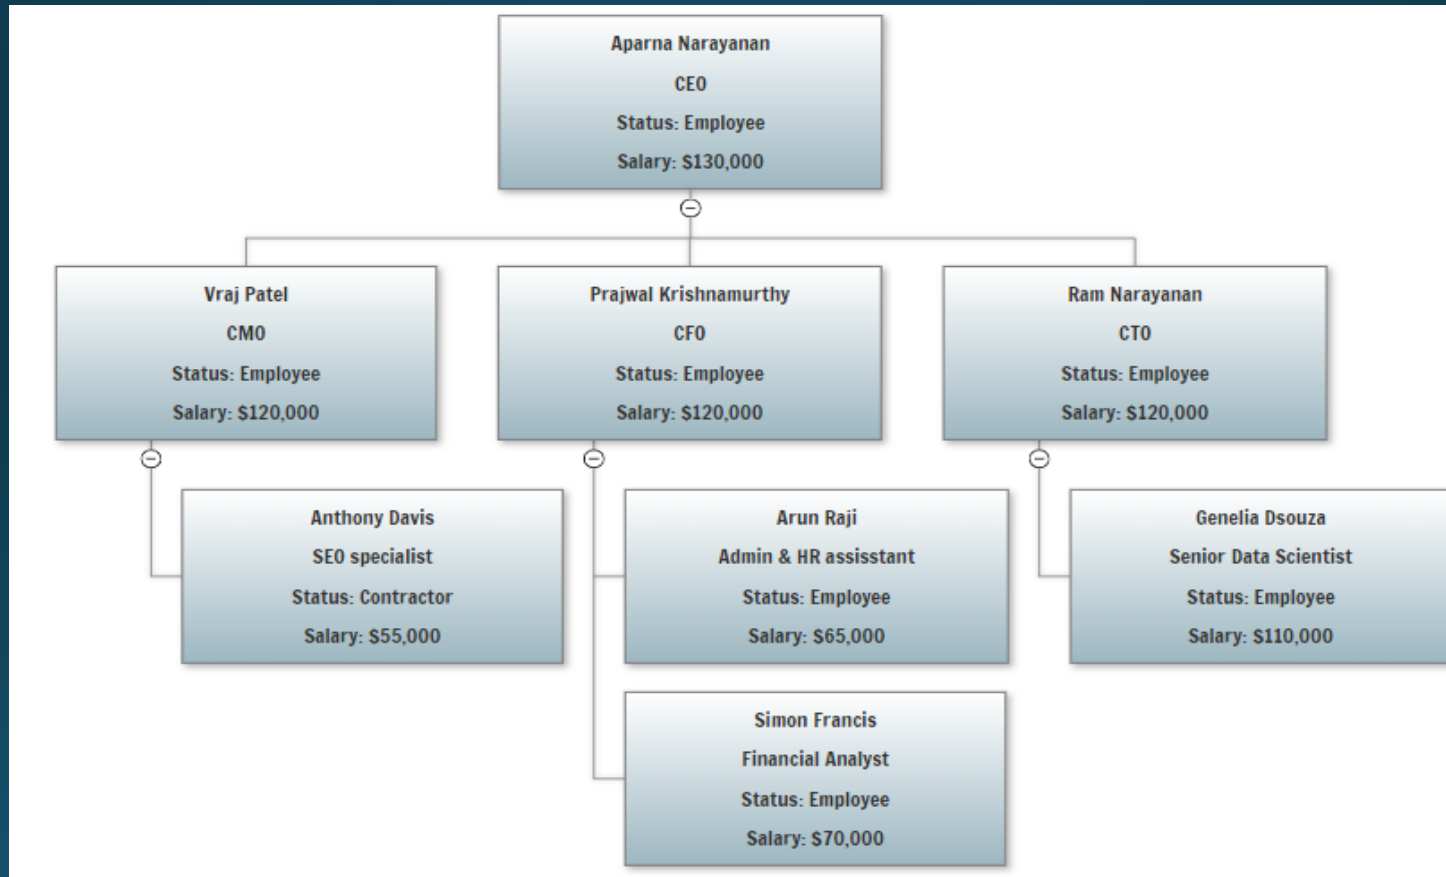 Aparna Narayanan
CEO
Status: Employee
Salary: $130,000
Vraj Patel
CMO
Status: Employee
Salary: $120,000
Prajwal Krishnamurthy
CFO
Status: Employee
Salary: $120,000
Ram Narayanan
CTO
Status: Employee
Salary: $120,000
Anthony Davis
SEO specialist
Status: Contractor
Salary: $55,000
Arun Raji
Admin & HR assisstant
Status: Employee
Salary: $65,000
Genelia Dsouza
Senior Data Scientist
Status: Employee
Salary: $110,000
Simon Francis
Financial Analyst
Status: Employee
Salary: $70,000